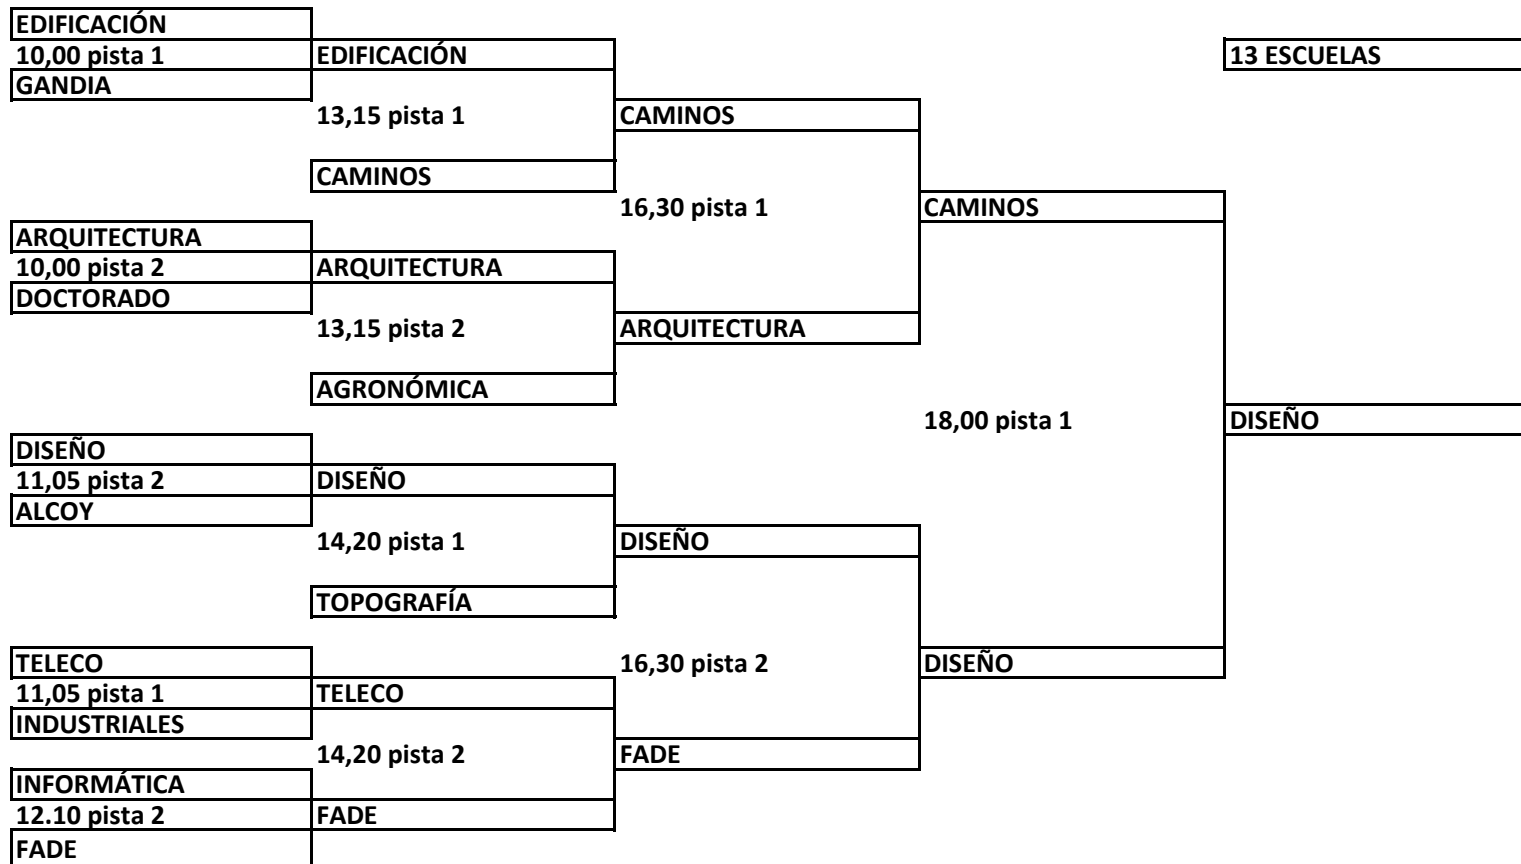 EDIFICACIÓN
10,00 pista 1 EDIFICACIÓN 13 ESCUELAS
GANDIA
13,15 pista 1 CAMINOS
CAMINOS
16,30 pista 1 CAMINOS
ARQUITECTURA
10,00 pista 2 ARQUITECTURA
DOCTORADO
13,15 pista 2 ARQUITECTURA
AGRONÓMICA
18,00 pista 1 DISEÑO
DISEÑO
11,05 pista 2 DISEÑO
ALCOY
14,20 pista 1 DISEÑO
TOPOGRAFÍA
TELECO 16,30 pista 2 DISEÑO
11,05 pista 1 TELECO
INDUSTRIALES
14,20 pista 2 FADE
INFORMÁTICA
12.10 pista 2 FADE
FADE